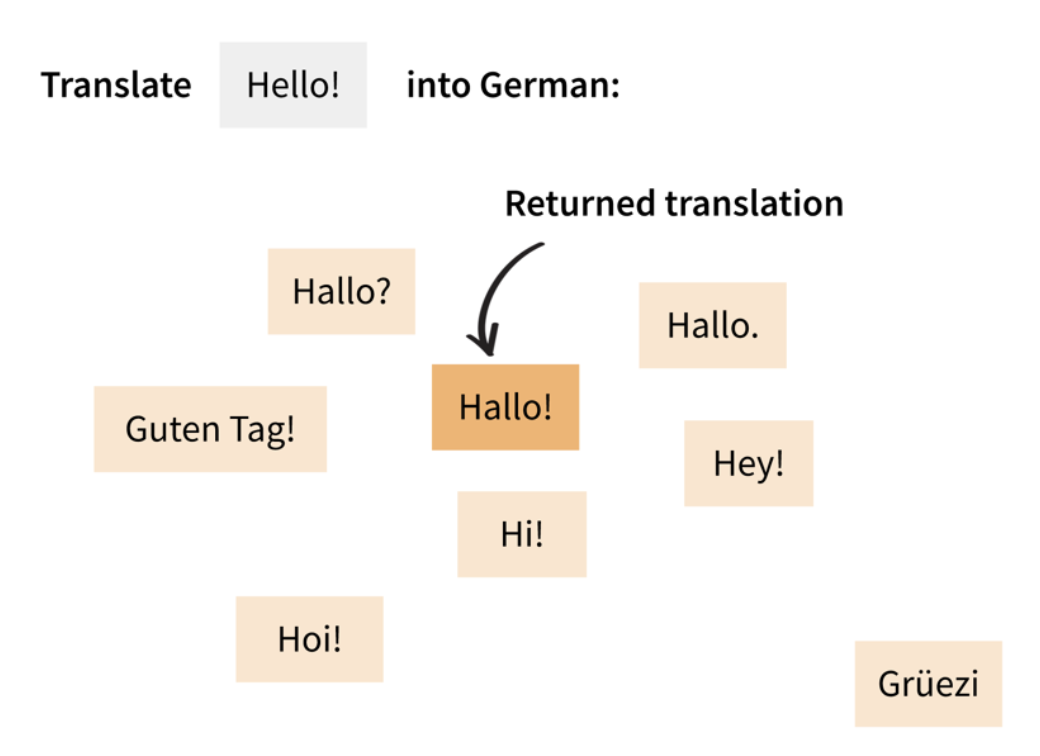 Translate Hello! into German:
Returned translation
Hallo?
Hallo.
Hallo!
Guten Tag!
Hey!
Hi!
Hoi!
Grüezi